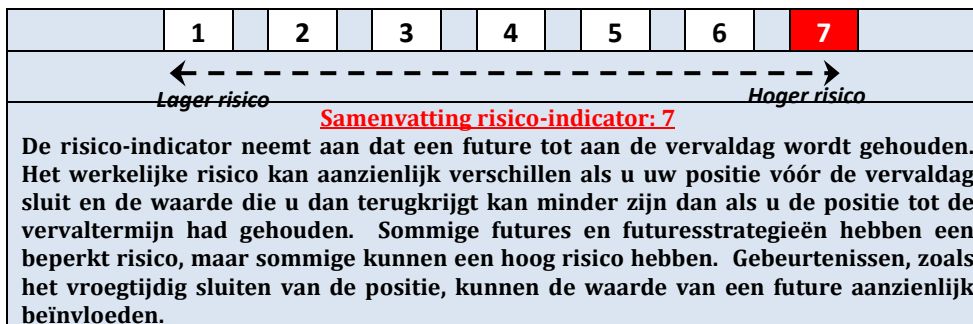 1 2 3 4 5 6 7
Lager risico Hoger risico
Samenvatting risico-indicator: 7
De risico-indicator neemt aan dat een future tot aan de vervaldag wordt gehouden.
Het werkelijke risico kan aanzienlijk verschillen als u uw positie vóór de vervaldag
sluit en de waarde die u dan terugkrijgt kan minder zijn dan als u de positie tot de
vervaltermijn had gehouden. Sommige futures en futuresstrategieën hebben een
beperkt risico, maar sommige kunnen een hoog risico hebben. Gebeurtenissen, zoals
het vroegtijdig sluiten van de positie, kunnen de waarde van een future aanzienlijk
beïnvloeden.